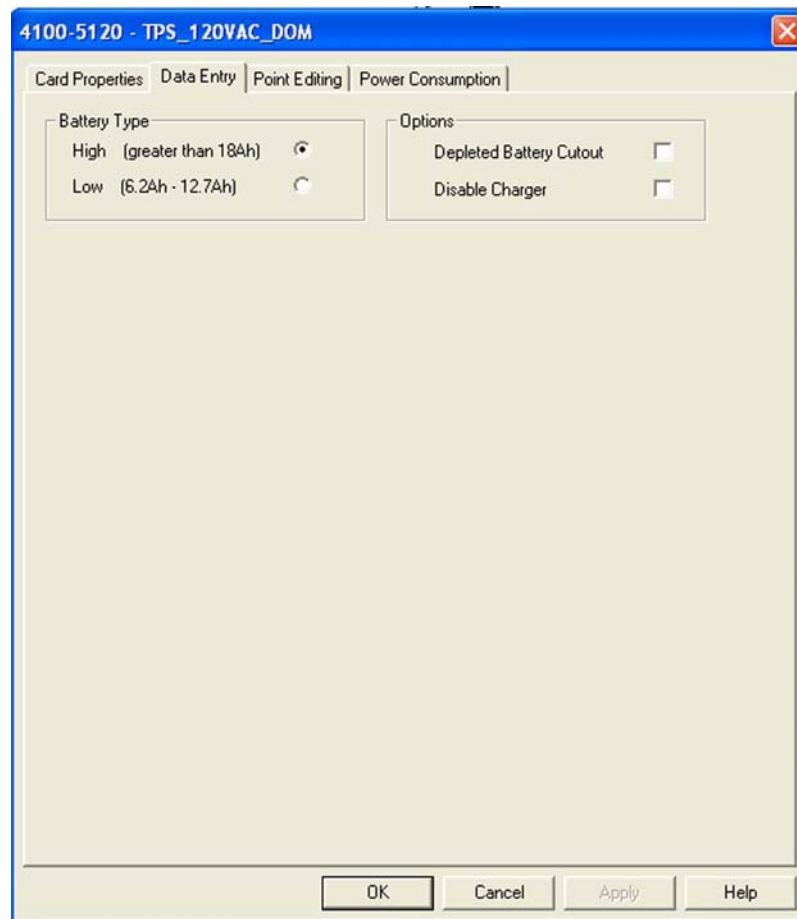 4100-5120 - TPS_120VAC_DOM
Card Properties Data Entry Point Editing Power Consumption
Battery Type
High (greater than 18Ah)
Low (6.2Ah - 12.7Ah)
Options
Depleted Battery Cutout
Disable Charger
OK Cancel Apply Help